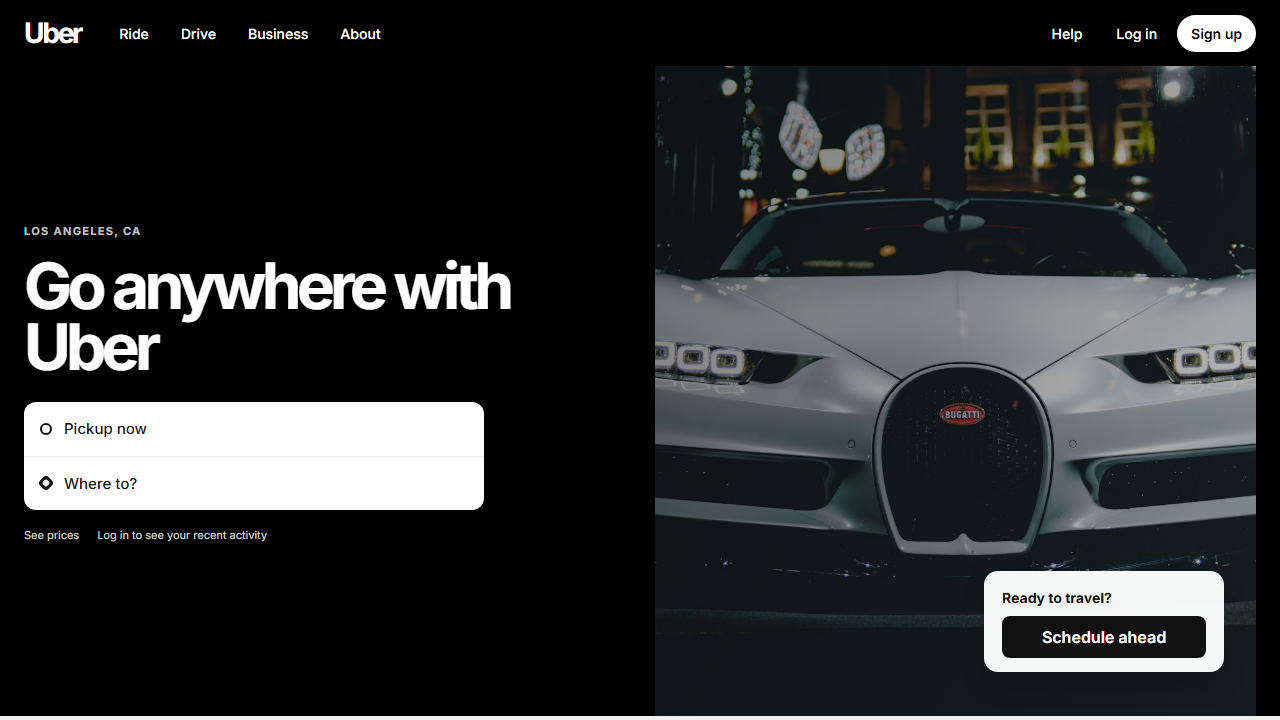 Uber
Ride
Drive
Business
About
Help
Log in
Sign up
LOS ANGELES, CA
Go anywhere with
Uber
Pickup now
Where to?
See prices
Log in to see your recent activity
BUGATTI
Ready to travel?
Schedule ahead